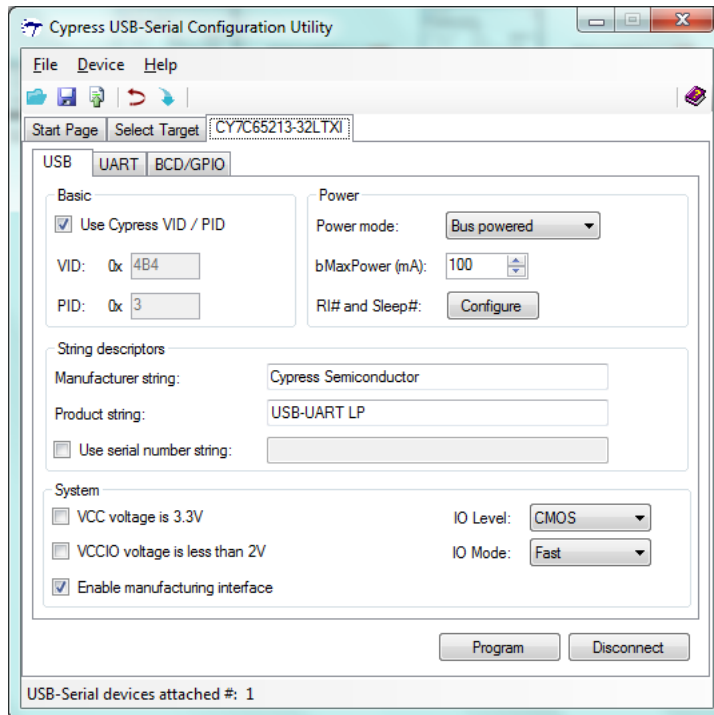 Cypress USB-Serial Configuration Utility
File Device Help
Start Page Select Target CY7C65213-32LTXI
USB UART BCD/GPIO
Basic
Use Cypress VID / PID
VID: 0x 4B4
PID: 0x 3
Power
Power mode: Bus powered
bMaxPower (mA): 100
RI# and Sleep#: Configure
String descriptors
Manufacturer string: Cypress Semiconductor
Product string: USB-UART LP
Use serial number string:
System
VCC voltage is 3.3V
VCCIO voltage is less than 2V
Enable manufacturing interface
IO Level: CMOS
IO Mode: Fast
Program Disconnect
USB-Serial devices attached #: 1